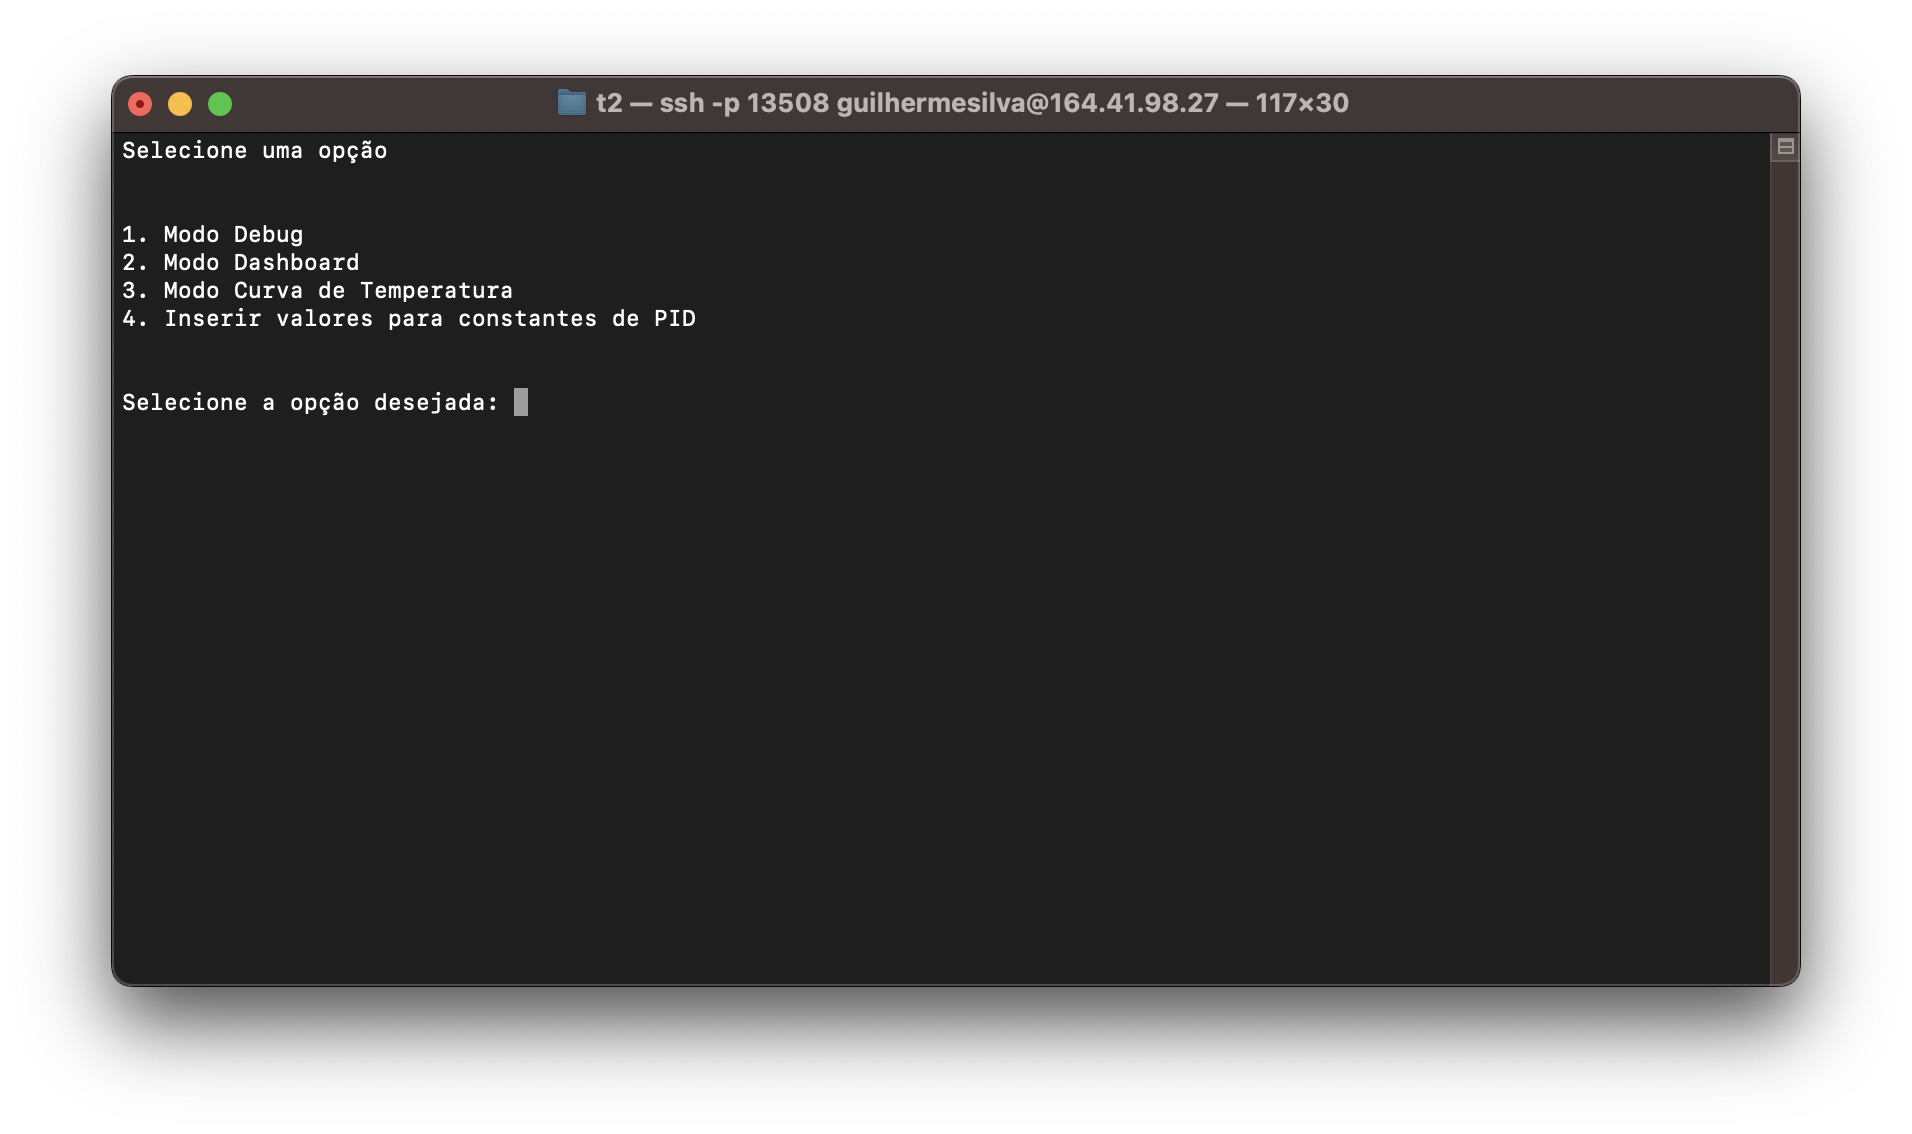 t2 — ssh -p 13508 guilhermesilva@164.41.98.27 — 117×30
Selecione uma opção
1. Modo Debug
2. Modo Dashboard
3. Modo Curva de Temperatura
4. Inserir valores para constantes de PID
Selecione a opção desejada: